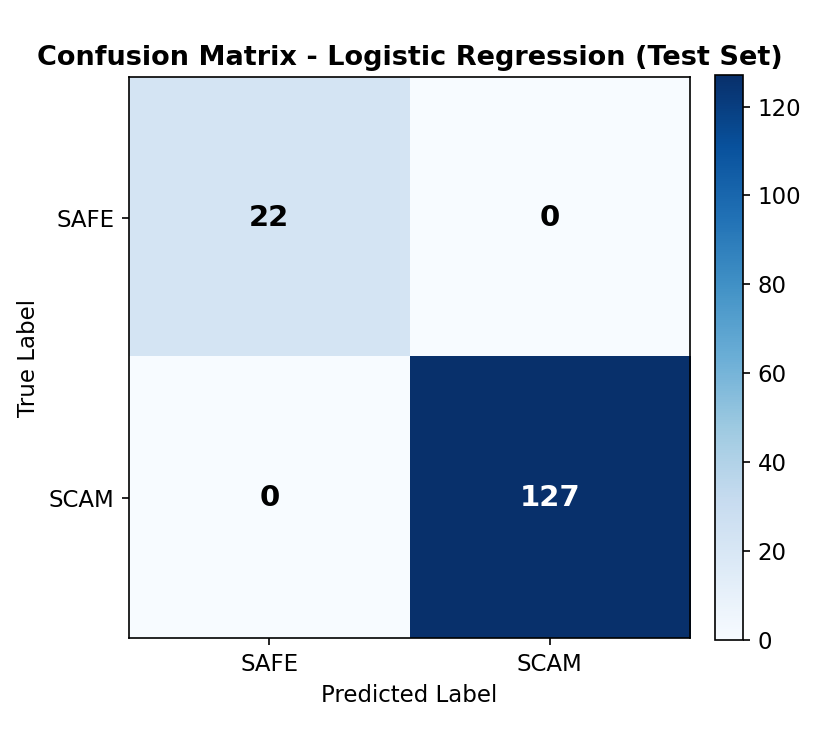 Confusion Matrix - Logistic Regression (Test Set)
120
100
80
60
40
20
0
True Label
SAFE
22
0
SCAM
0
127
SAFE
SCAM
Predicted Label